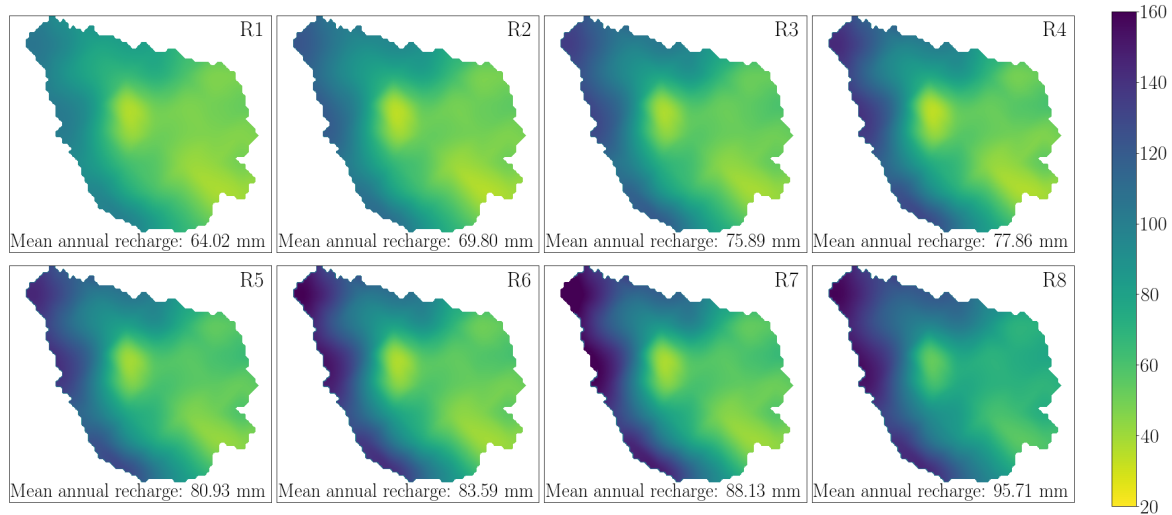 R1
Mean annual recharge: 64.02 mm
R2
Mean annual recharge: 69.80 mm
R3
Mean annual recharge: 75.89 mm
R4
Mean annual recharge: 77.86 mm
R5
Mean annual recharge: 80.93 mm
R6
Mean annual recharge: 83.59 mm
R7
Mean annual recharge: 88.13 mm
R8
Mean annual recharge: 95.71 mm
160
140
120
100
80
60
40
20